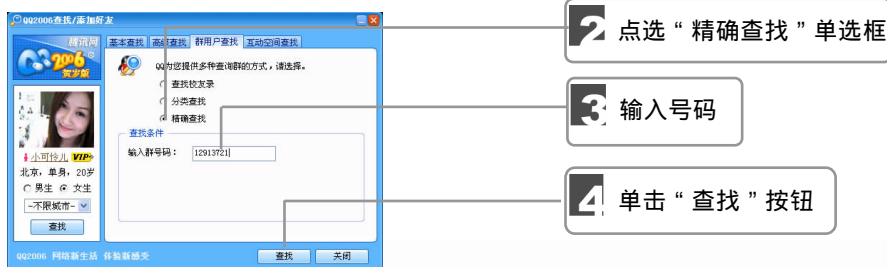 QQ2006查找/添加好友
腾讯网
2006
贺岁版
基本查找 高级查找 群用户查找 互动空间查找
QQ为您提供多种查询群的方式，请选择。
查找校友录
分类查找
精确查找
查找条件
输入群号码： 12913721
小可怜儿 VIP
北京，单身，20岁
男生 女生
-不限城市-
查找
QQ2006 网络新生活 体验新感受
查找 关闭
2 点选“精确查找”单选框
3 输入号码
4 单击“查找”按钮